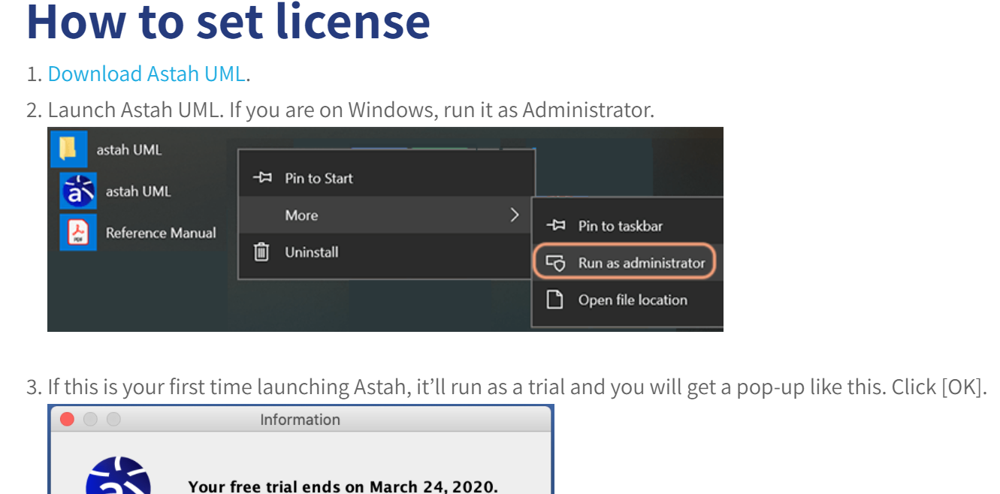 How to set license
1. Download Astah UML.
2. Launch Astah UML. If you are on Windows, run it as Administrator.
astah UML
astah UML
Reference Manual
Pin to Start
More
Uninstall
Pin to taskbar
Run as administrator
Open file location
3. If this is your first time launching Astah, it’ll run as a trial and you will get a pop-up like this. Click [OK].
Information
Your free trial ends on March 24, 2020.